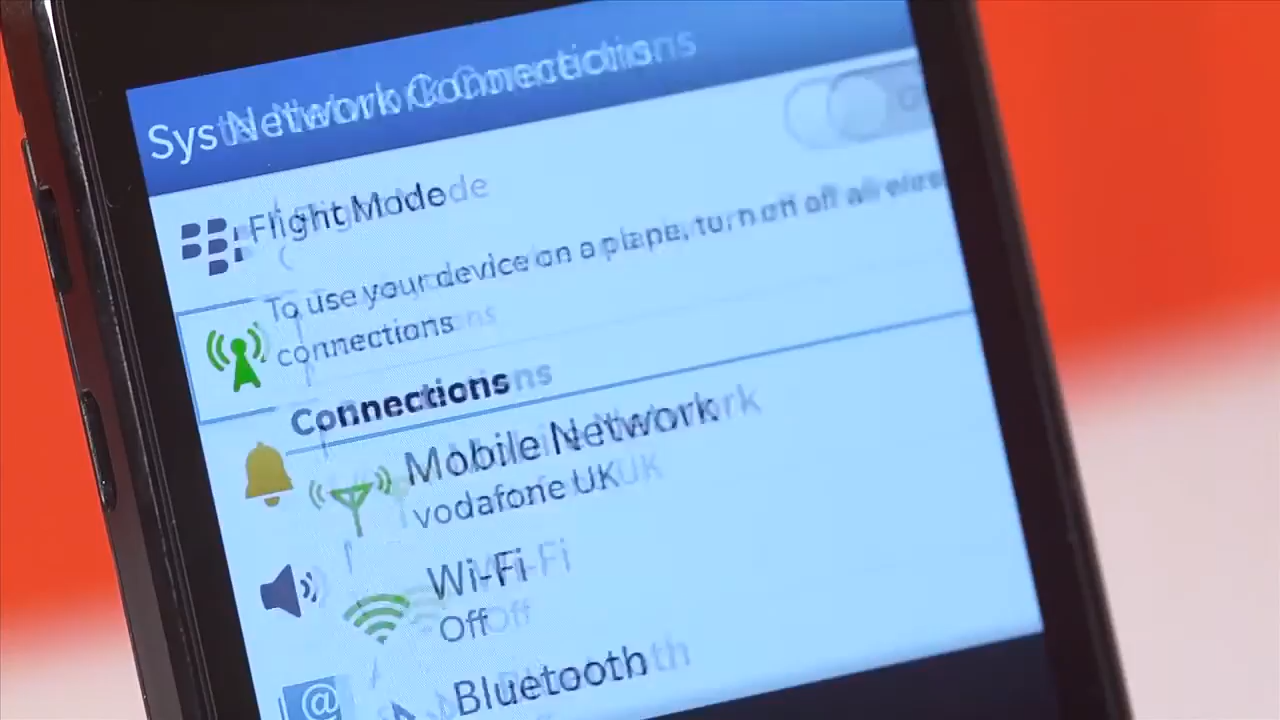 Sys Network Connections
Flight Mode
To use your device on a plane, turn off all wireless
connections
Connections
Mobile Network
vodafone UK
Wi-Fi
Off
Bluetooth